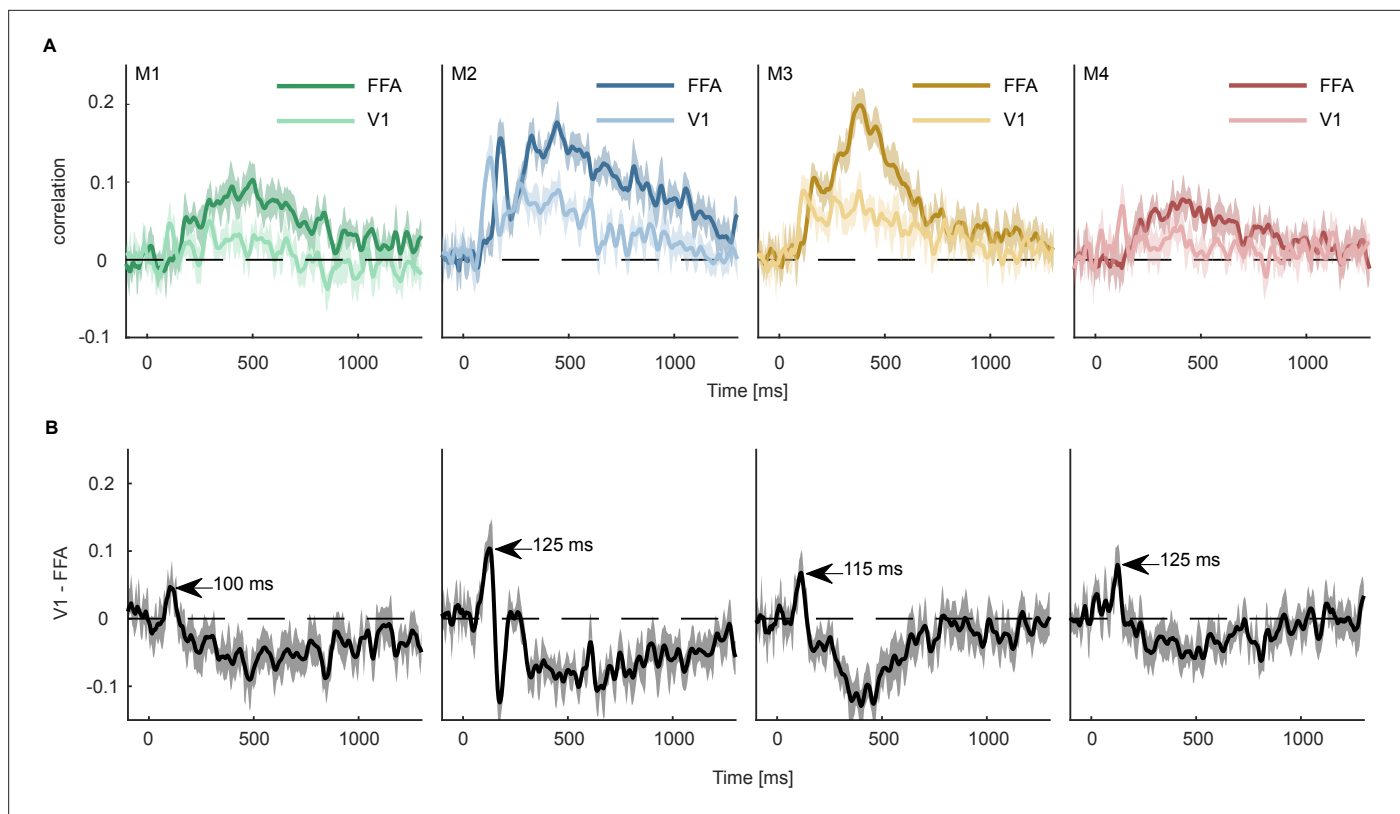 A
M1 FFA V1
M2 FFA V1
M3 FFA V1
M4 FFA V1
correlation
0.2
0.1
0
-0.1
0 500 1000 0 500 1000 0 500 1000 0 500 1000
Time [ms]
B
V1 - FFA
0.2
0.1
0
-0.1
100 ms
125 ms
115 ms
125 ms
0 500 1000 0 500 1000 0 500 1000 0 500 1000
Time [ms]